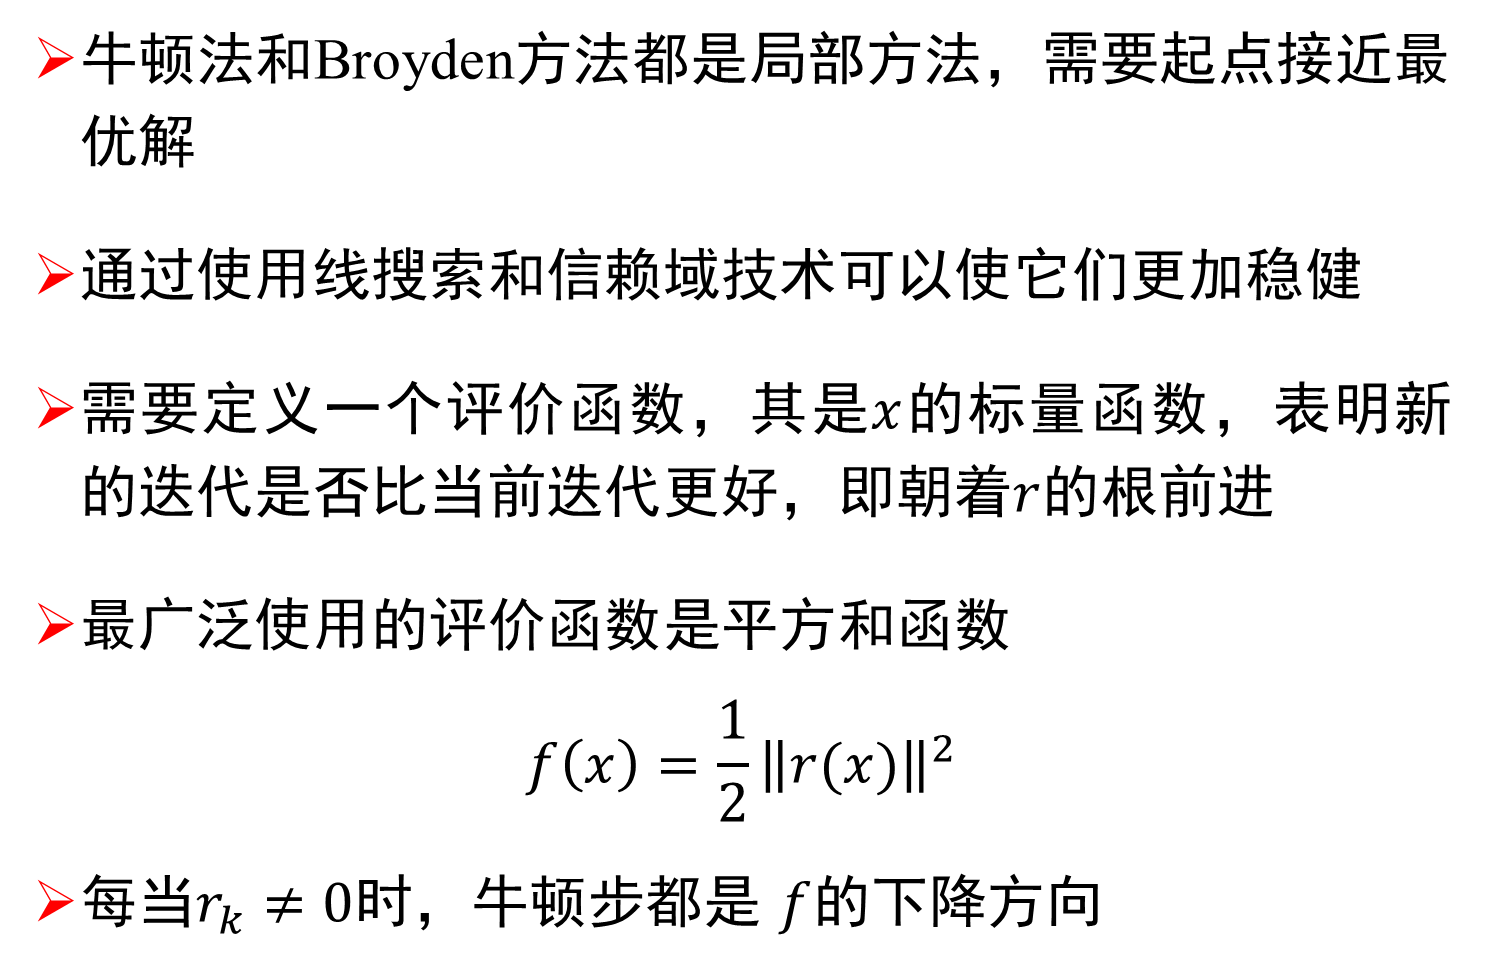 ➢牛顿法和Broyden方法都是局部方法，需要起点接近最
优解
➢通过使用线搜索和信赖域技术可以使它们更加稳健
➢需要定义一个评价函数，其是x的标量函数，表明新
的迭代是否比当前迭代更好，即朝着r的根前进
➢最广泛使用的评价函数是平方和函数
f(x) = 1/2 ‖r(x)‖²
➢每当rₖ ≠ 0时，牛顿步都是 f的下降方向